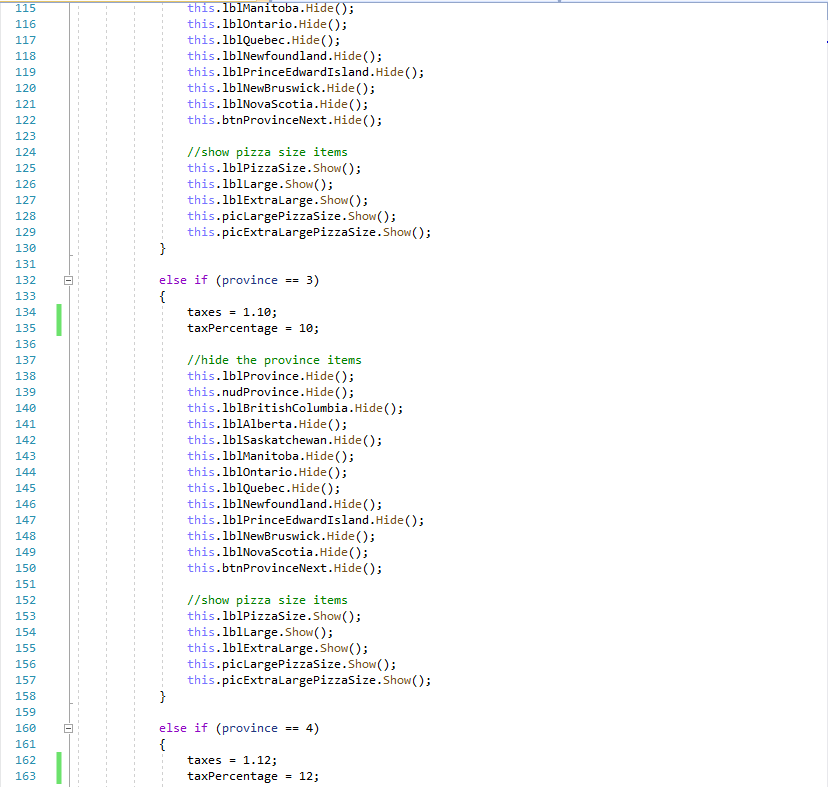 115 this.lblManitoba.Hide();
116 this.lblOntario.Hide();
117 this.lblQuebec.Hide();
118 this.lblNewfoundland.Hide();
119 this.lblPrinceEdwardIsland.Hide();
120 this.lblNewBruswick.Hide();
121 this.lblNovaScotia.Hide();
122 this.btnProvinceNext.Hide();
123
124 //show pizza size items
125 this.lblPizzaSize.Show();
126 this.lblLarge.Show();
127 this.lblExtraLarge.Show();
128 this.picLargePizzaSize.Show();
129 this.picExtraLargePizzaSize.Show();
130 }
131
132 else if (province == 3)
133 {
134 taxes = 1.10;
135 taxPercentage = 10;
136
137 //hide the province items
138 this.lblProvince.Hide();
139 this.nudProvince.Hide();
140 this.lblBritishColumbia.Hide();
141 this.lblAlberta.Hide();
142 this.lblSaskatchewan.Hide();
143 this.lblManitoba.Hide();
144 this.lblOntario.Hide();
145 this.lblQuebec.Hide();
146 this.lblNewfoundland.Hide();
147 this.lblPrinceEdwardIsland.Hide();
148 this.lblNewBruswick.Hide();
149 this.lblNovaScotia.Hide();
150 this.btnProvinceNext.Hide();
151
152 //show pizza size items
153 this.lblPizzaSize.Show();
154 this.lblLarge.Show();
155 this.lblExtraLarge.Show();
156 this.picLargePizzaSize.Show();
157 this.picExtraLargePizzaSize.Show();
158 }
159
160 else if (province == 4)
161 {
162 taxes = 1.12;
163 taxPercentage = 12;